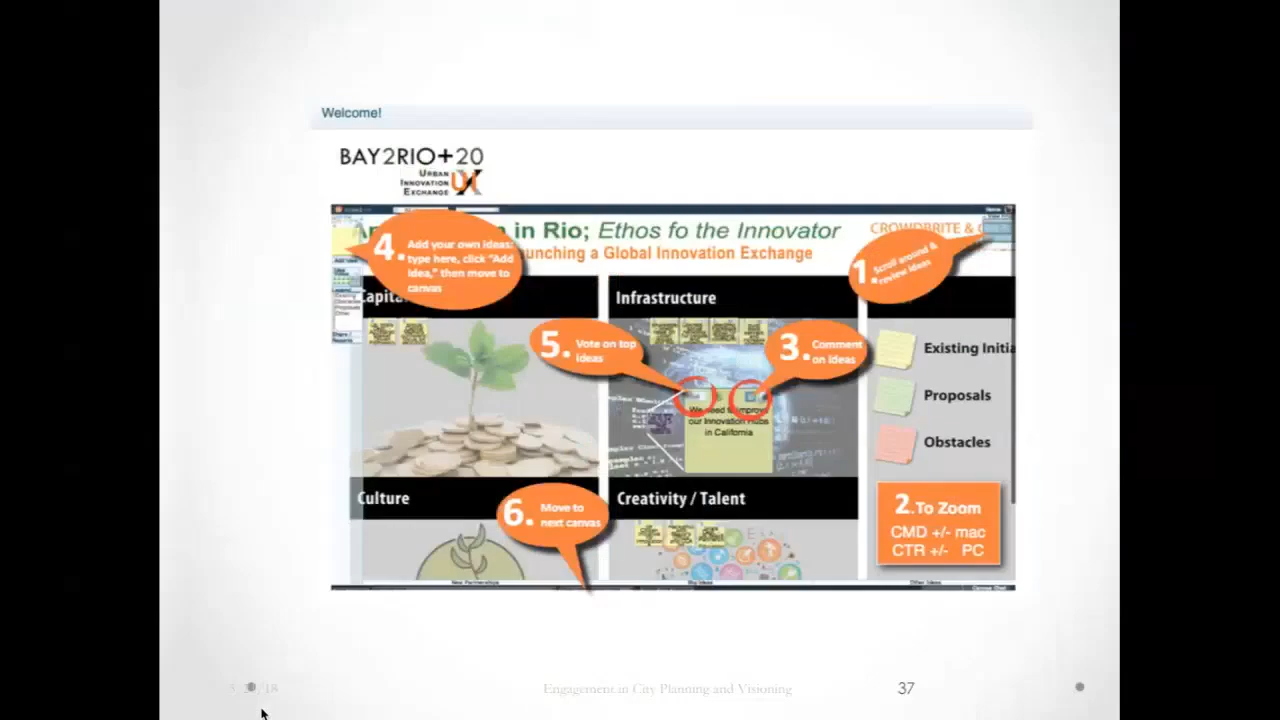 Welcome!
BAY2RIO+20
URBAN
INNOVATION
EXCHANGE
UX
in Rio; Ethos fo the Innovator
unching a Global Innovation Exchange
CROWDBRITE &
4. Add your own ideas:
type here, click "Add
Idea," then move to
canvas
1. Scroll around &
review ideas
Capita
Infrastructure
5. Vote on top
ideas
3. Comment
on ideas
We need to improve
our Innovation Hubs
in California
Existing Initia
Proposals
Obstacles
Culture
Creativity / Talent
6. Move to
next canvas
2. To Zoom
CMD +/- mac
CTR +/- PC
New Partnerships
Big Ideas
Other Ideas
Engagement in City Planning and Visioning
37